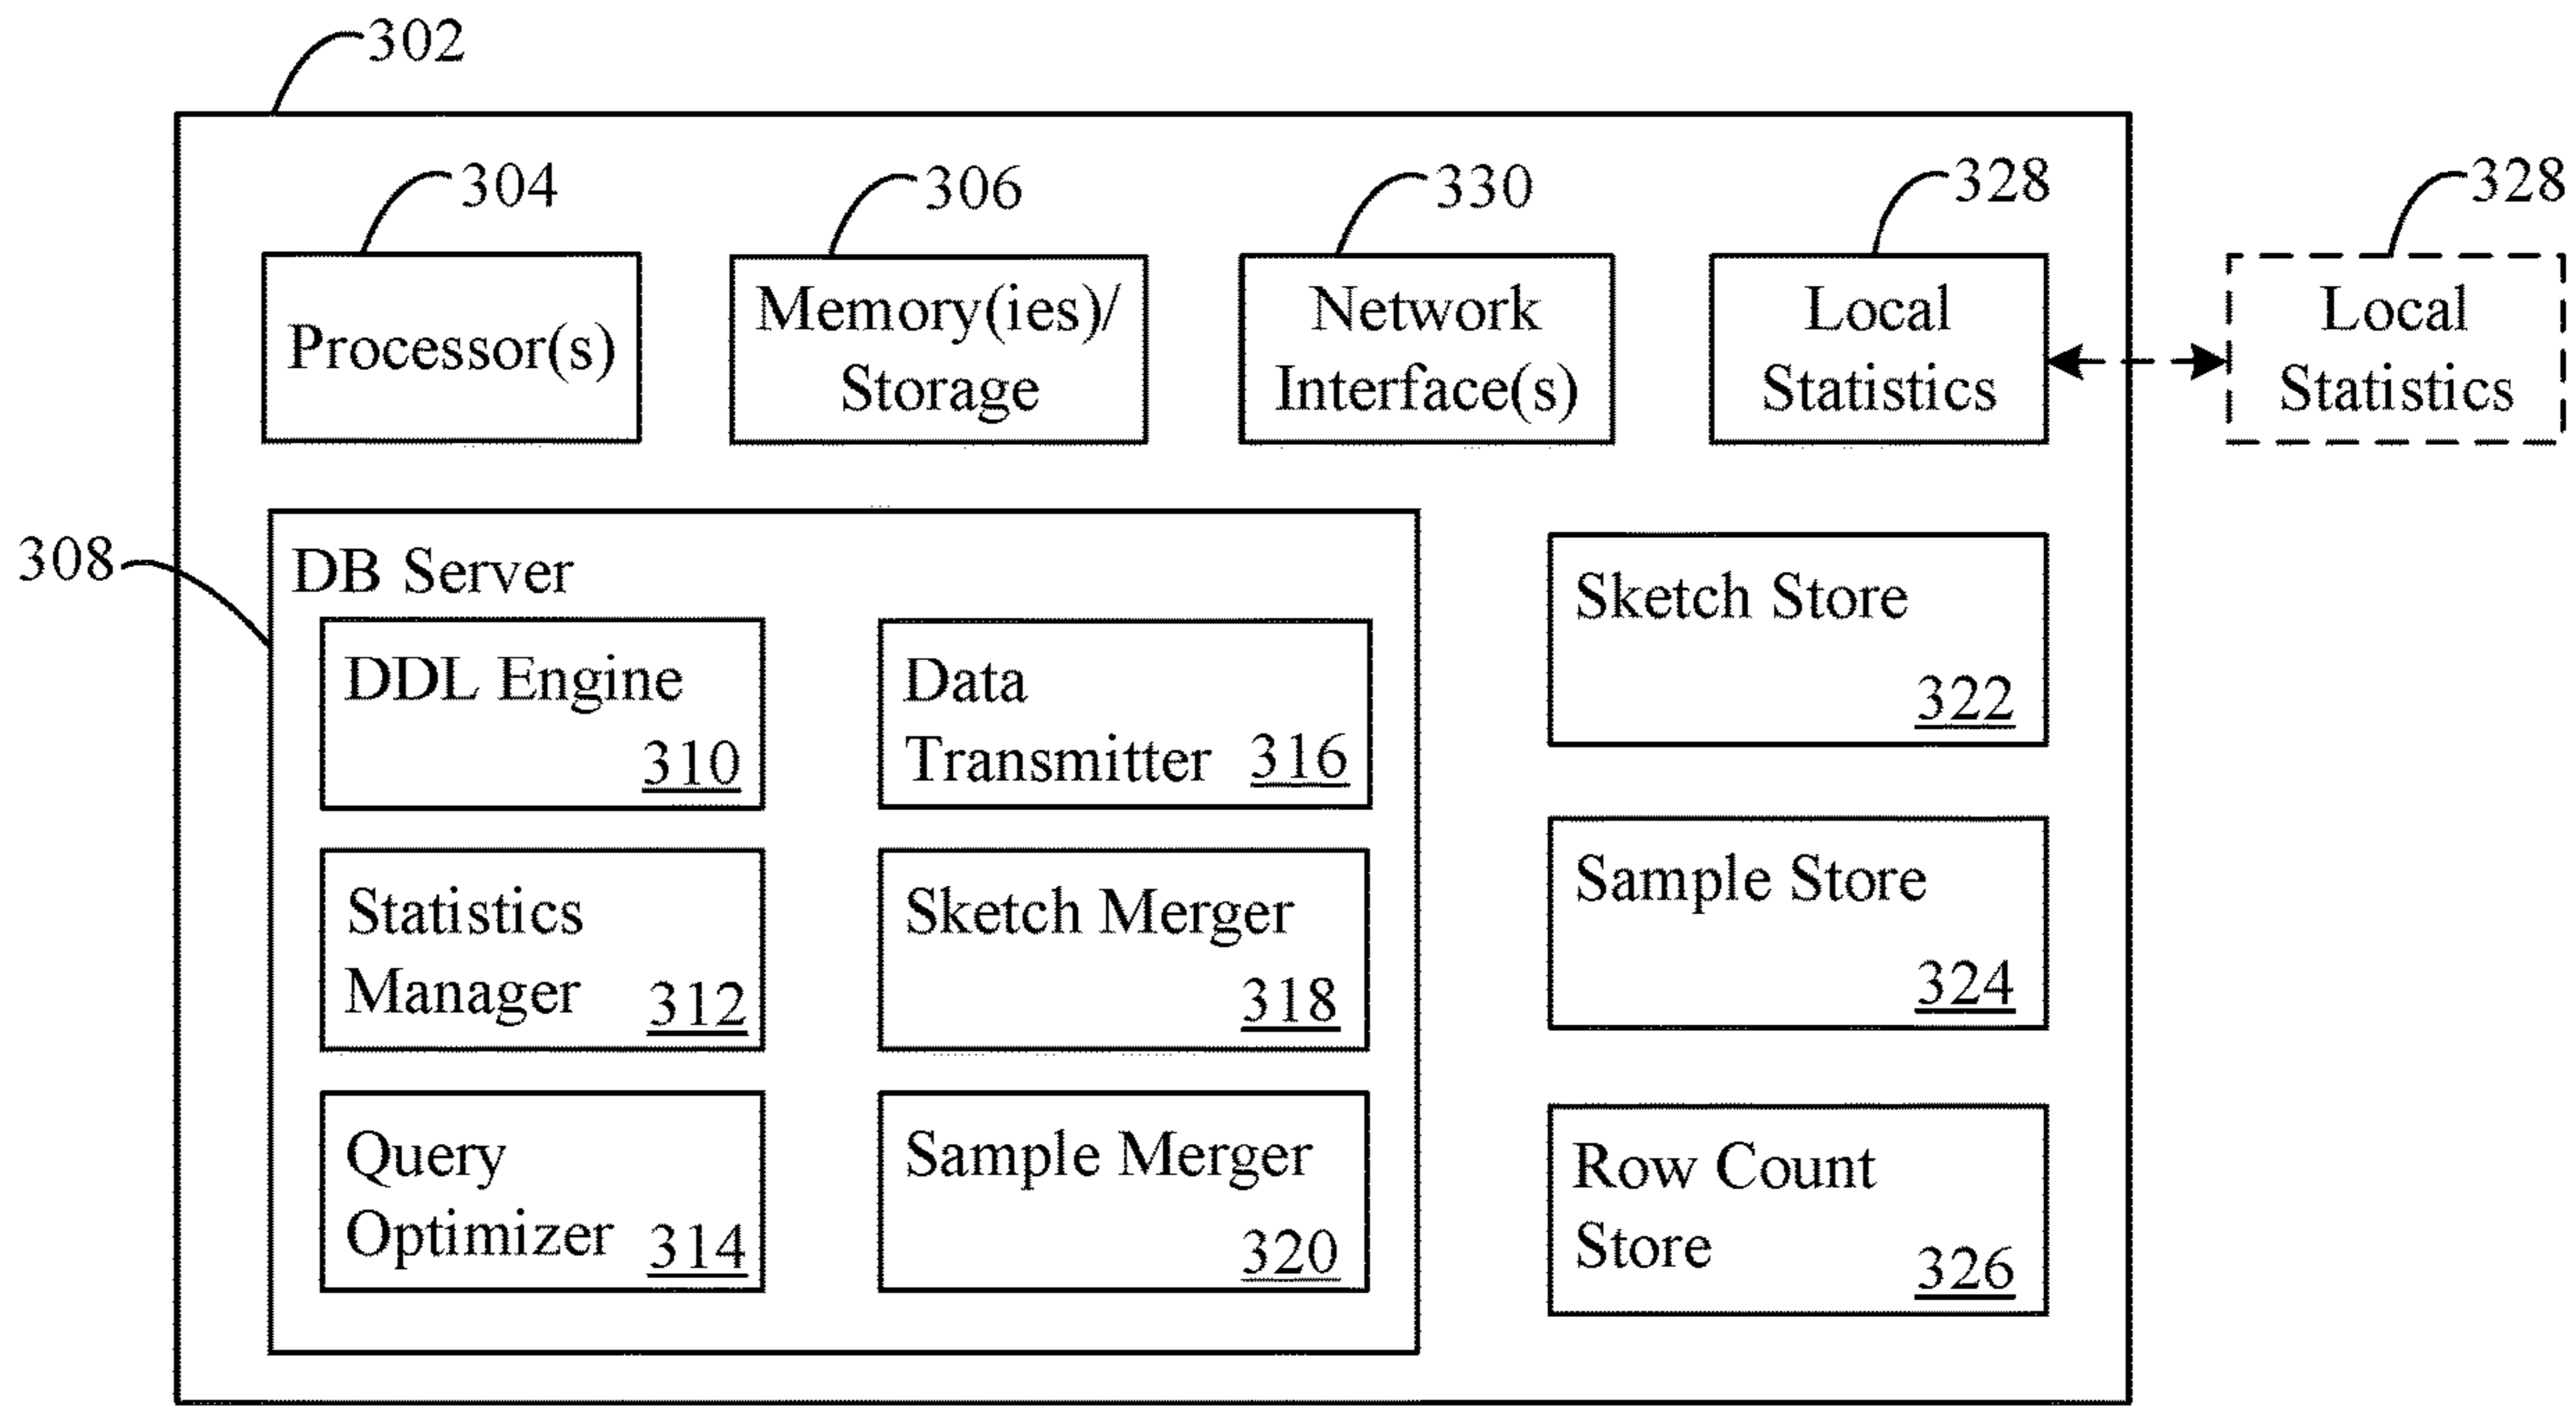 302
304
306
330
328
328
Processor(s)
Memory(ies)/
Storage
Network
Interface(s)
Local
Statistics
Local
Statistics
308
DB Server
DDL Engine
310
Data
Transmitter 316
Statistics
Manager 312
Sketch Merger
318
Query
Optimizer 314
Sample Merger
320
Sketch Store
322
Sample Store
324
Row Count
Store 326